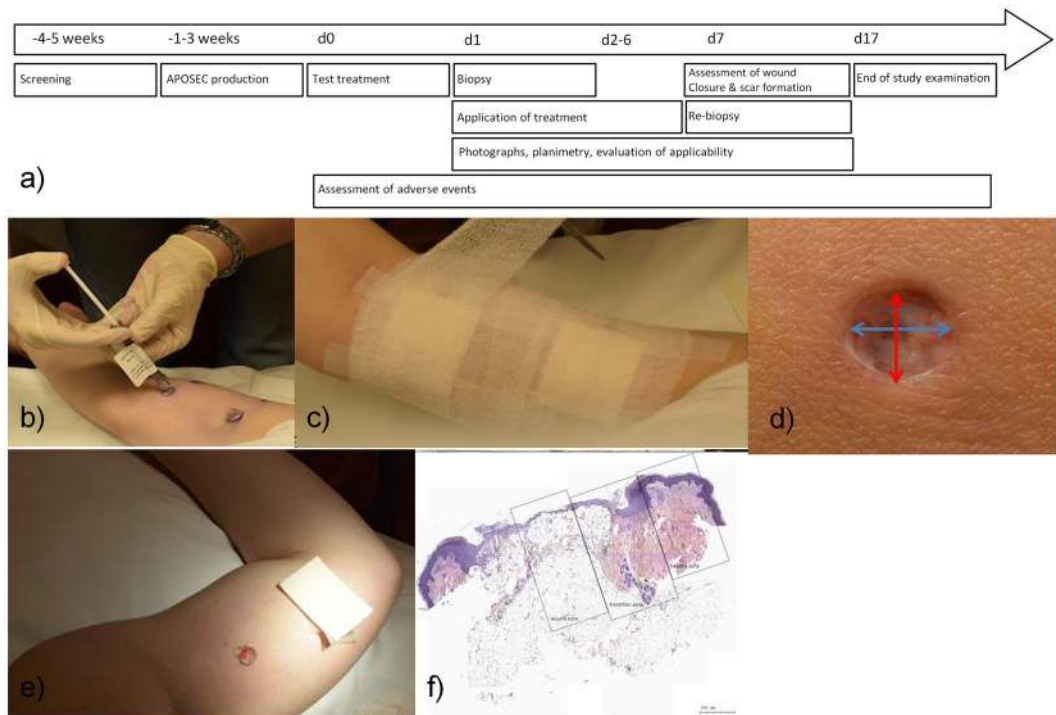 -4-5 weeks -1-3 weeks d0 d1 d2-6 d7 d17
Screening
APOSEC production
Test treatment
Biopsy
Assessment of wound
Closure & scar formation
End of study examination
Application of treatment
Re-biopsy
Photographs, planimetry, evaluation of applicability
Assessment of adverse events
a)
b)
c)
d)
e)
f)
wound zone
transition zone
healthy zone